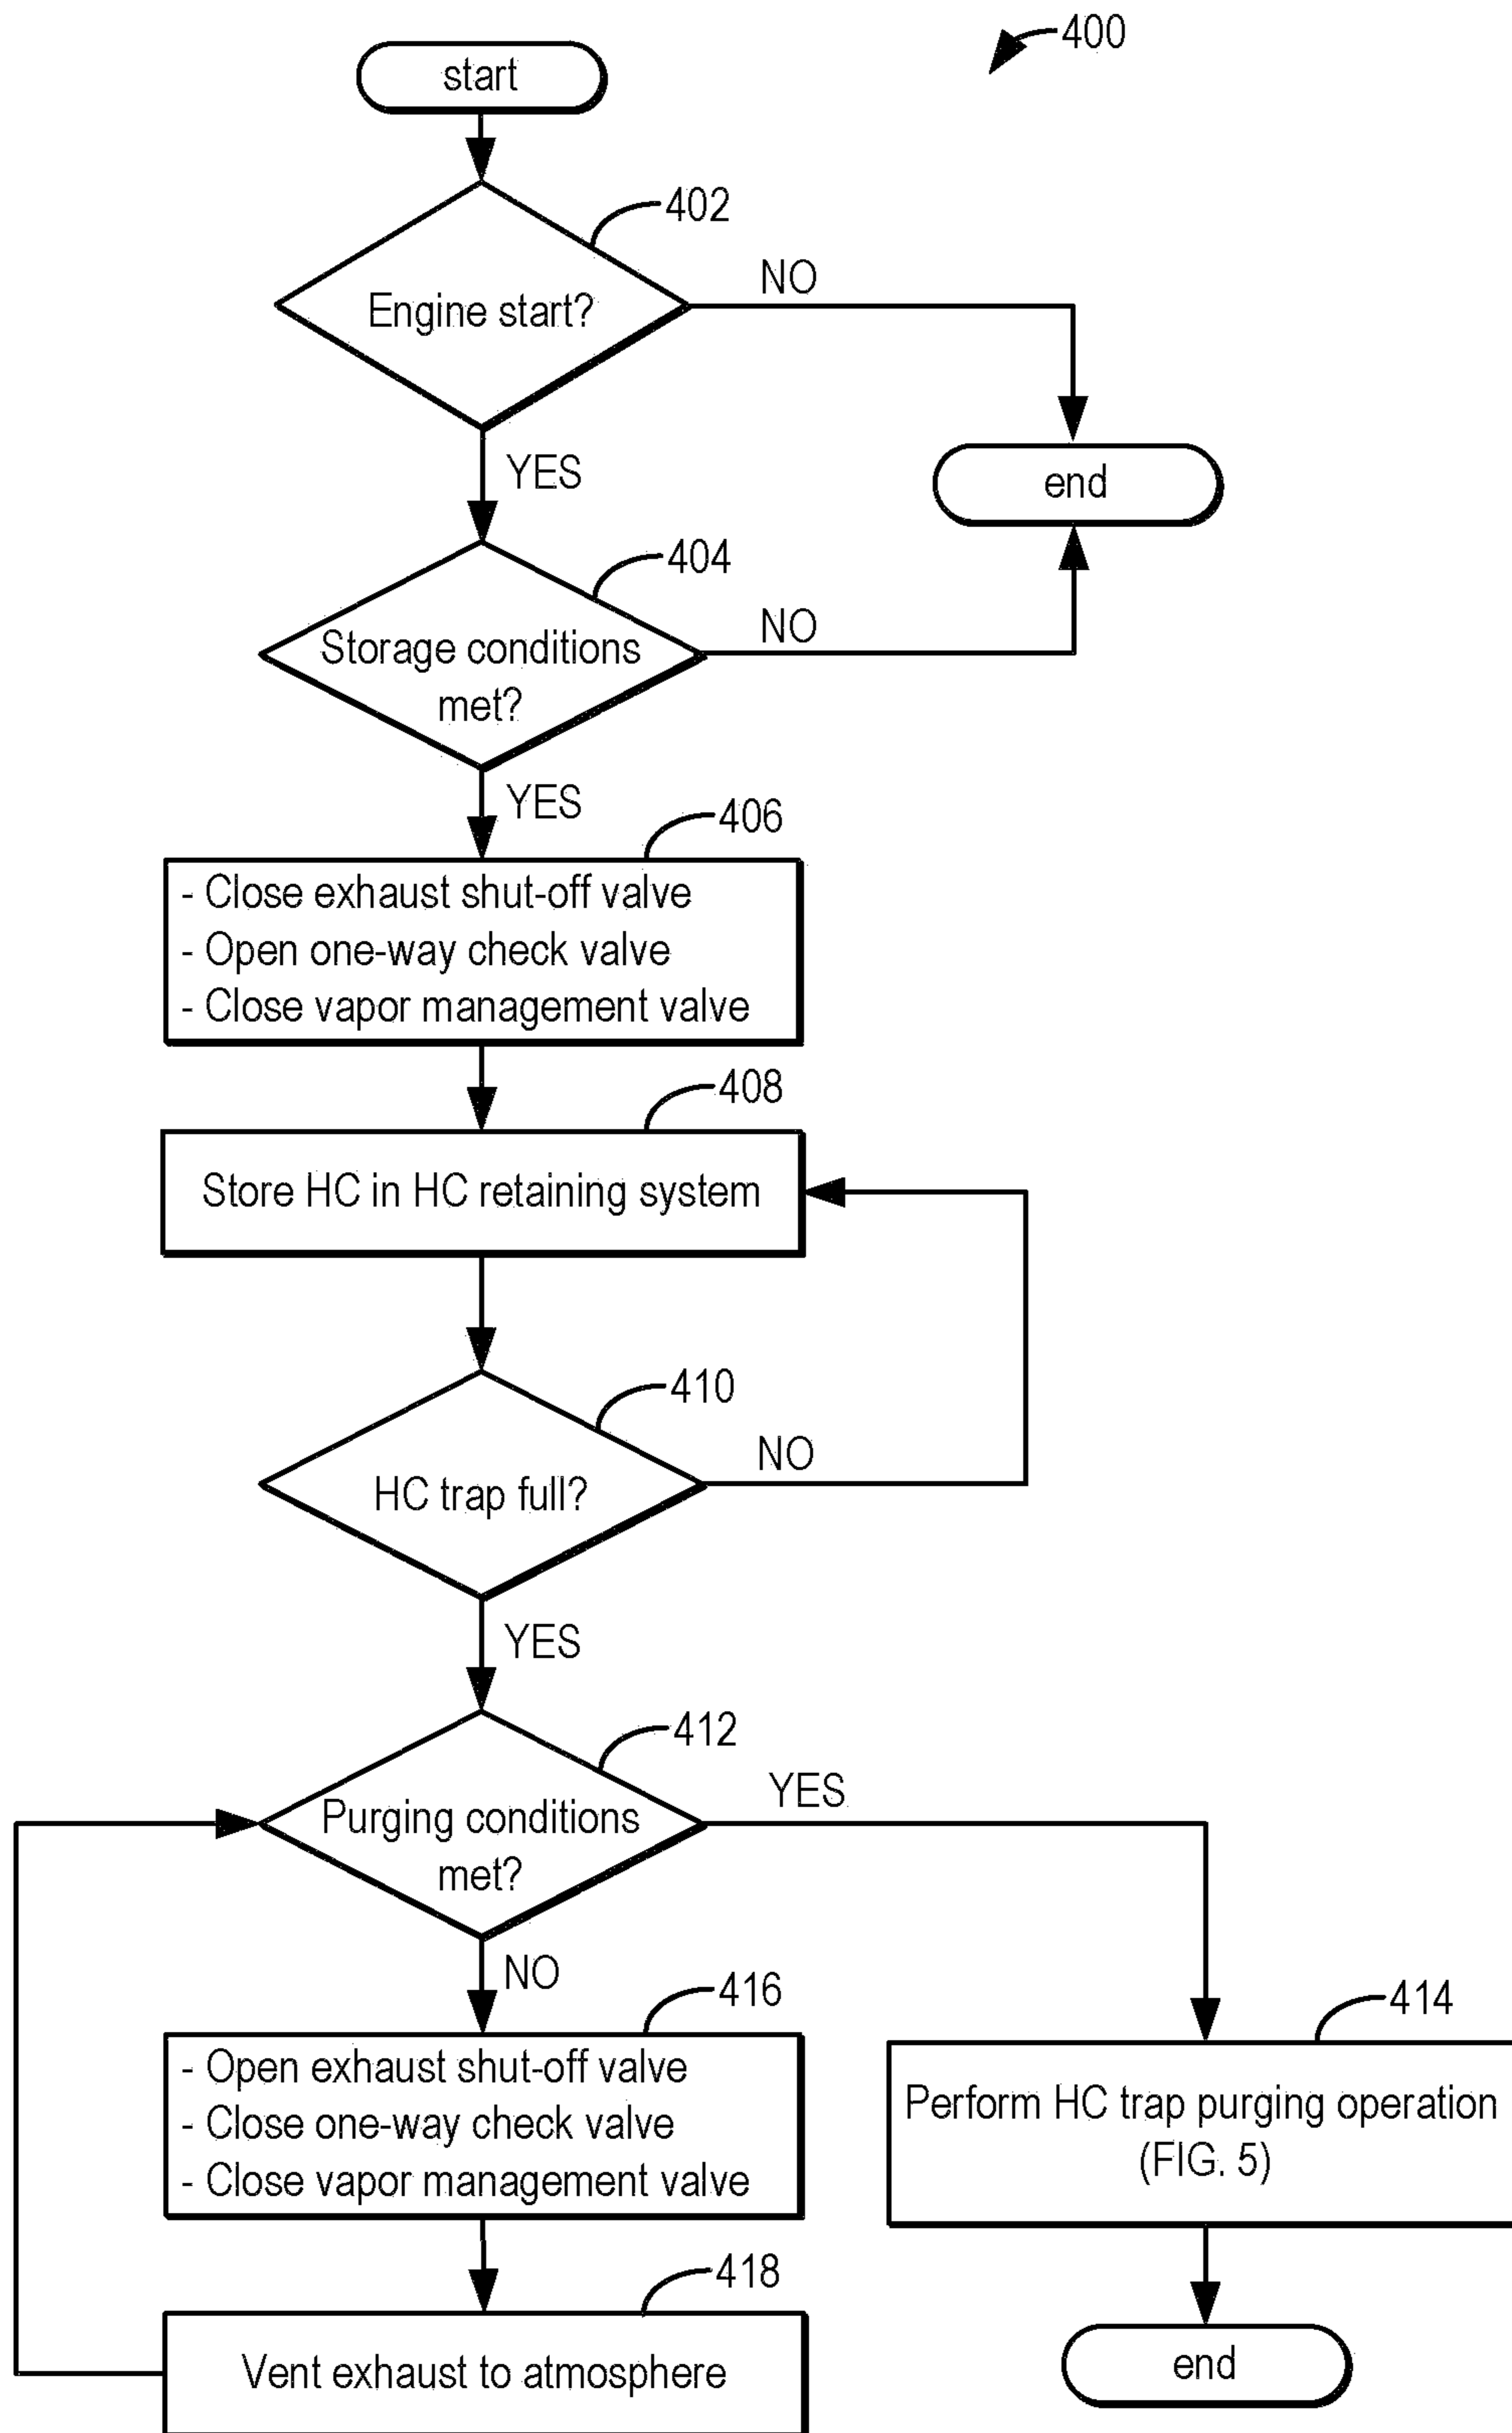 400
start
402
Engine start?
NO
YES
end
404
Storage conditions
met?
NO
YES
406
- Close exhaust shut-off valve
- Open one-way check valve
- Close vapor management valve
408
Store HC in HC retaining system
410
HC trap full?
NO
YES
412
Purging conditions
met?
YES
NO
416
- Open exhaust shut-off valve
- Close one-way check valve
- Close vapor management valve
414
Perform HC trap purging operation
(FIG. 5)
418
Vent exhaust to atmosphere
end